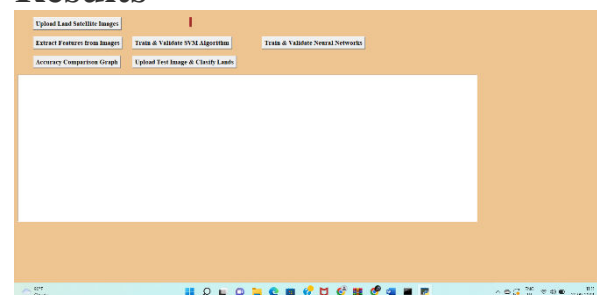 Results
Upload Land Satellite Images
Extract Features from Images Train & Validate SVM Algorithm Train & Validate Neural Networks
Accuracy Comparison Graph Upload Test Image & Clasify Lands